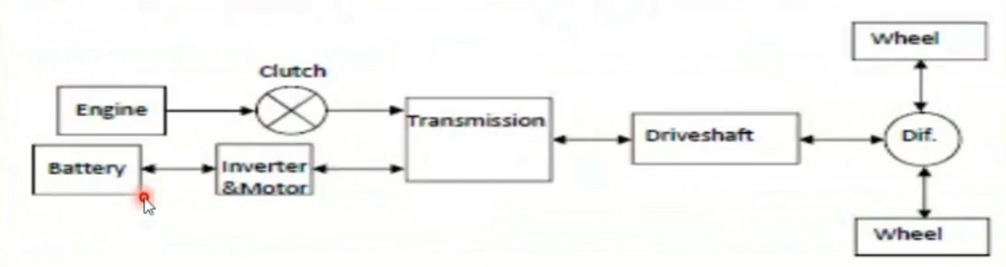 Wheel
Clutch
Engine
Transmission
Driveshaft
Dif.
Battery
Inverter
&Motor
Wheel